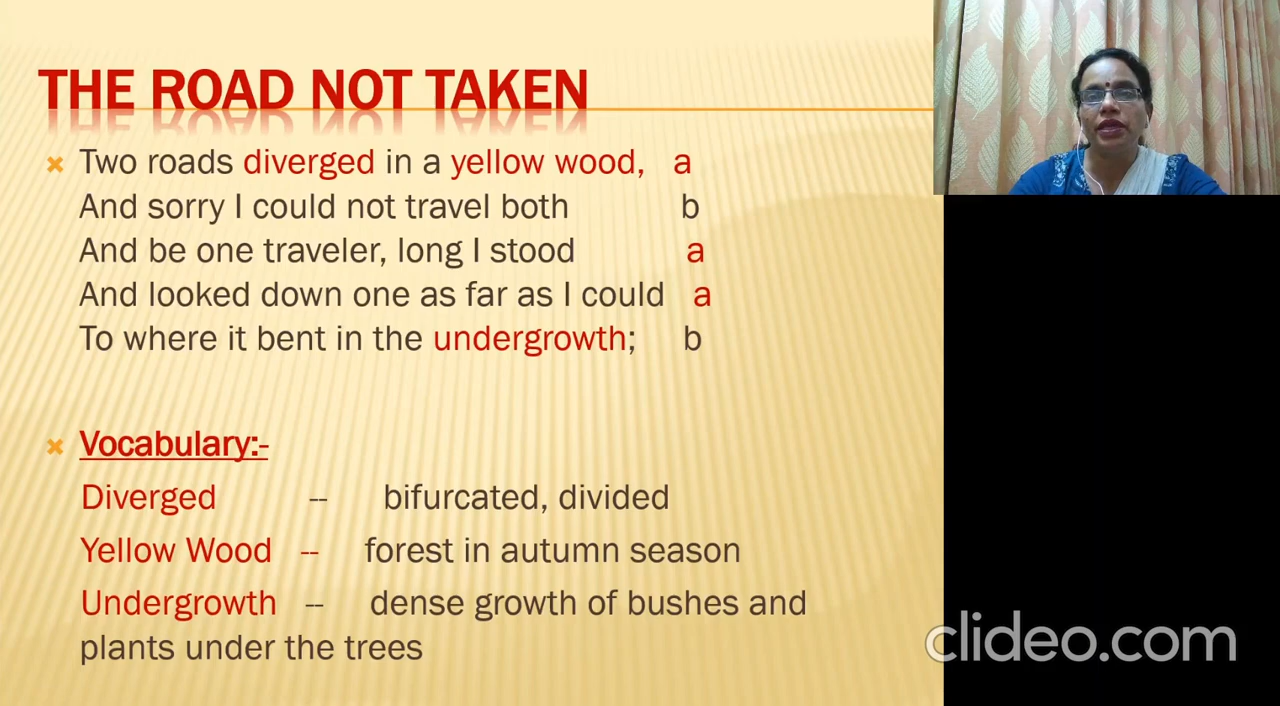 THE ROAD NOT TAKEN
Two roads diverged in a yellow wood, a
And sorry I could not travel both b
And be one traveler, long I stood a
And looked down one as far as I could a
To where it bent in the undergrowth; b
Vocabulary:-
Diverged -- bifurcated, divided
Yellow Wood -- forest in autumn season
Undergrowth -- dense growth of bushes and
plants under the trees
clideo.com